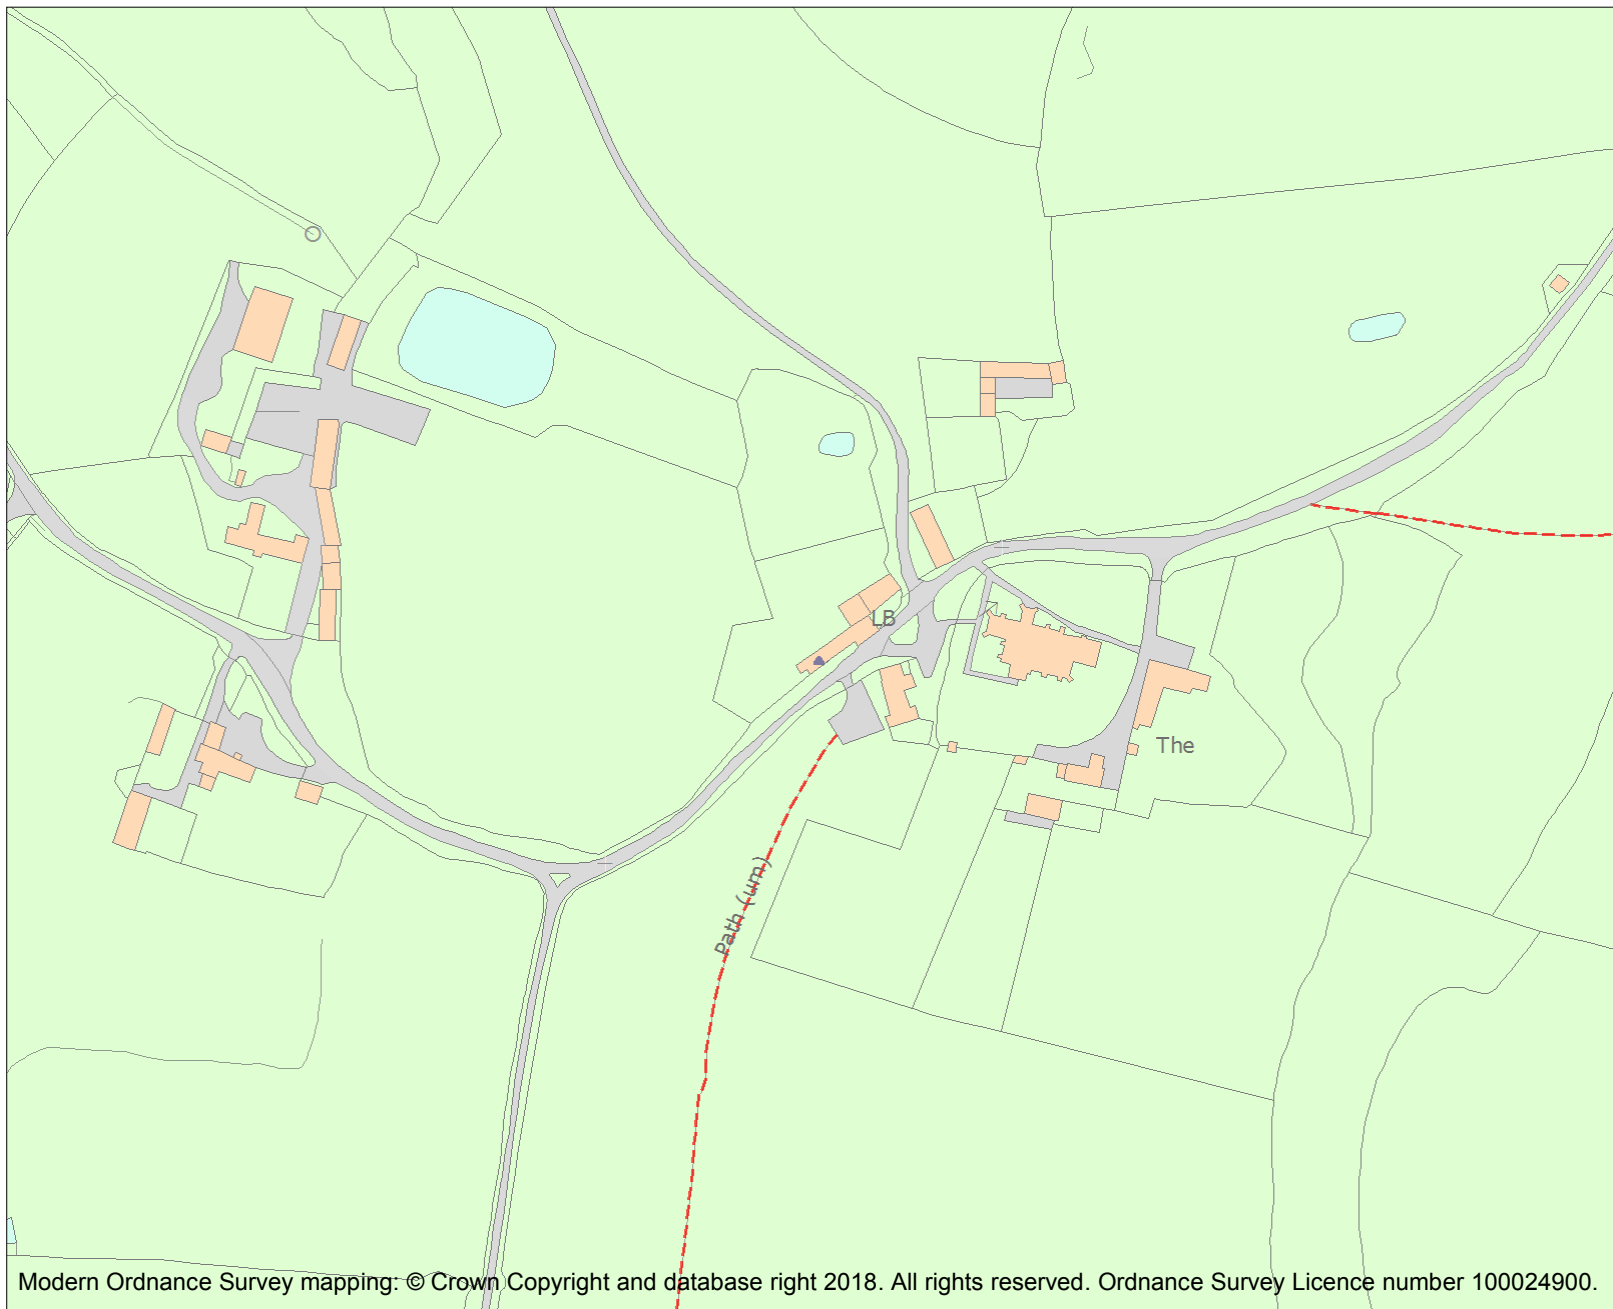 LB
The
Path (um)
Modern Ordnance Survey mapping: © Crown Copyright and database right 2018. All rights reserved. Ordnance Survey Licence number 100024900.